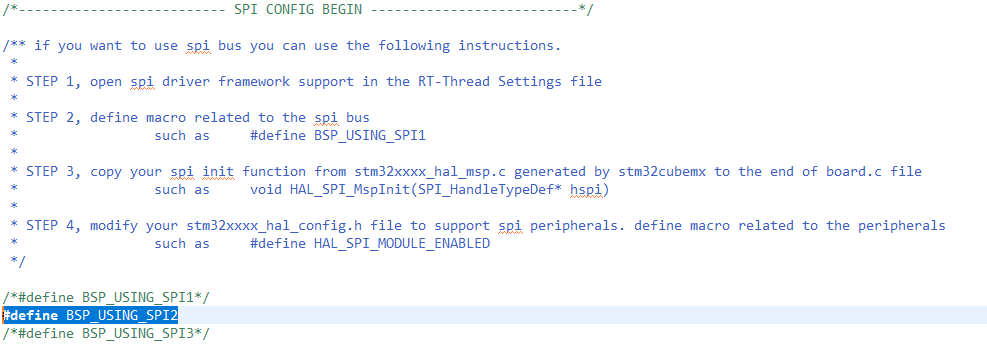 /*-------------------------- SPI CONFIG BEGIN --------------------------*/
/** if you want to use spi bus you can use the following instructions.
*
* STEP 1, open spi driver framework support in the RT-Thread Settings file
*
* STEP 2, define macro related to the spi bus
* such as #define BSP_USING_SPI1
*
* STEP 3, copy your spi init function from stm32xxxx_hal_msp.c generated by stm32cubemx to the end of board.c file
* such as void HAL_SPI_MspInit(SPI_HandleTypeDef* hspi)
*
* STEP 4, modify your stm32xxxx_hal_config.h file to support spi peripherals. define macro related to the peripherals
* such as #define HAL_SPI_MODULE_ENABLED
*/
/*#define BSP_USING_SPI1*/
#define BSP_USING_SPI2
/*#define BSP_USING_SPI3*/